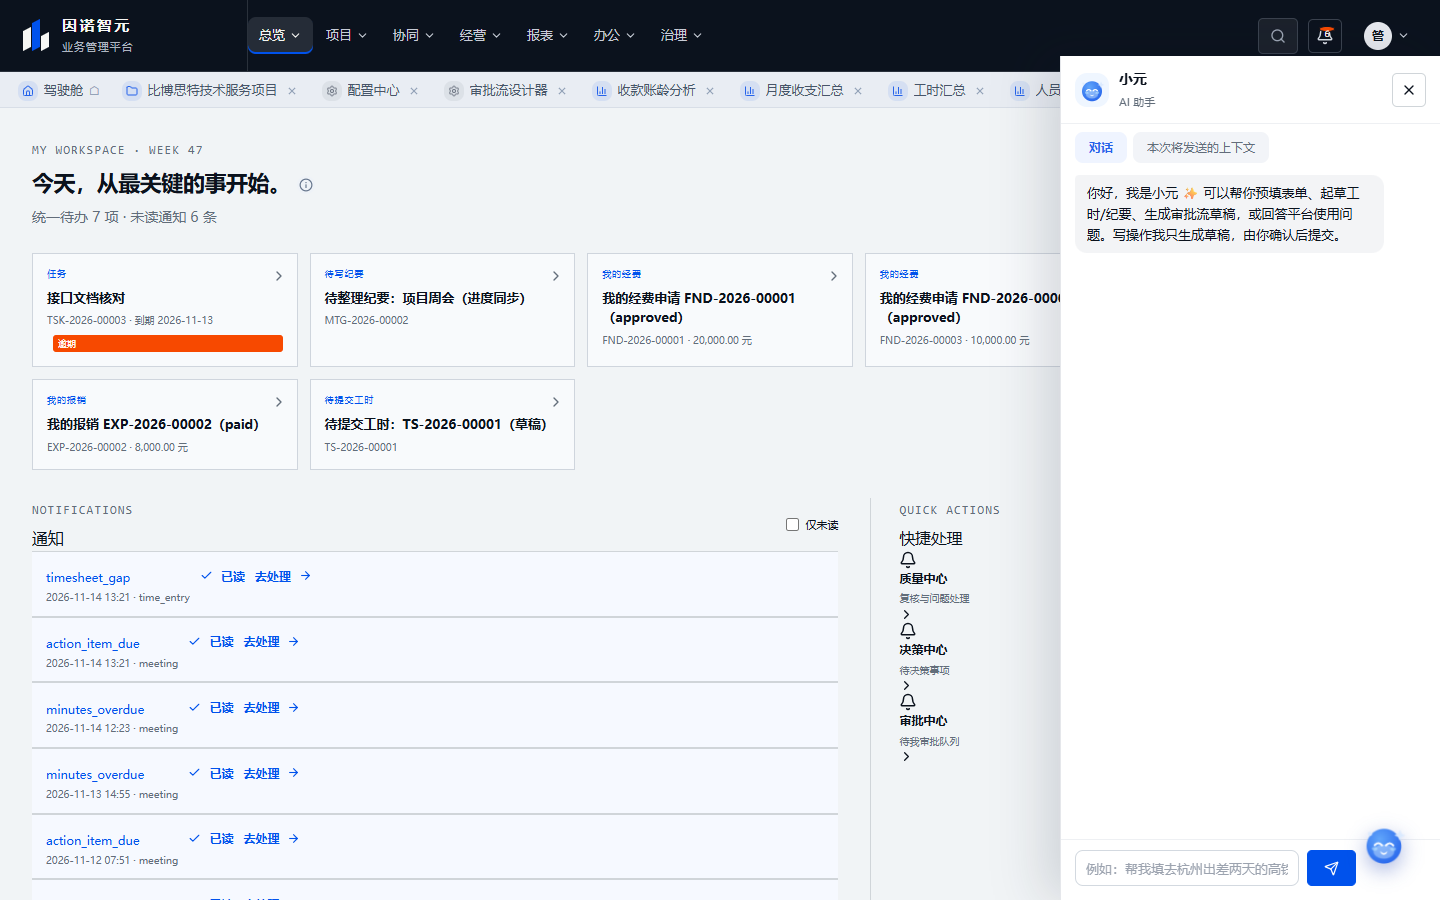 因诺智元
业务管理平台
总览
项目
协同
经营
报表
办公
治理
6
管
驾驶舱
比博思特技术服务项目
配置中心
审批流设计器
收款账龄分析
月度收支汇总
工时汇总
人员
MY WORKSPACE · WEEK 47
今天，从最关键的事开始。
统一待办 7 项 · 未读通知 6 条
任务
接口文档核对
TSK-2026-00003 · 到期 2026-11-13
逾期
待写纪要
待整理纪要：项目周会（进度同步）
MTG-2026-00002
我的经费
我的经费申请 FND-2026-00001
（approved）
FND-2026-00001 · 20,000.00 元
我的经费
我的经费申请 FND-2026-000
（approved）
FND-2026-00003 · 10,000.00 元
我的报销
我的报销 EXP-2026-00002（paid）
EXP-2026-00002 · 8,000.00 元
待提交工时
待提交工时：TS-2026-00001（草稿）
TS-2026-00001
NOTIFICATIONS
通知
仅未读
timesheet_gap
已读 去处理
2026-11-14 13:21 · time_entry
action_item_due
已读 去处理
2026-11-14 13:21 · meeting
minutes_overdue
已读 去处理
2026-11-14 12:23 · meeting
minutes_overdue
已读 去处理
2026-11-13 14:55 · meeting
action_item_due
已读 去处理
2026-11-12 07:51 · meeting
QUICK ACTIONS
快捷处理
质量中心
复核与问题处理
决策中心
待决策事项
审批中心
待我审批队列
小元
AI 助手
对话
本次将发送的上下文
你好，我是小元 ✨ 可以帮你预填表单、起草工
时/纪要、生成审批流草稿，或回答平台使用问
题。写操作我只生成草稿，由你确认后提交。
例如：帮我填去杭州出差两天的高铁